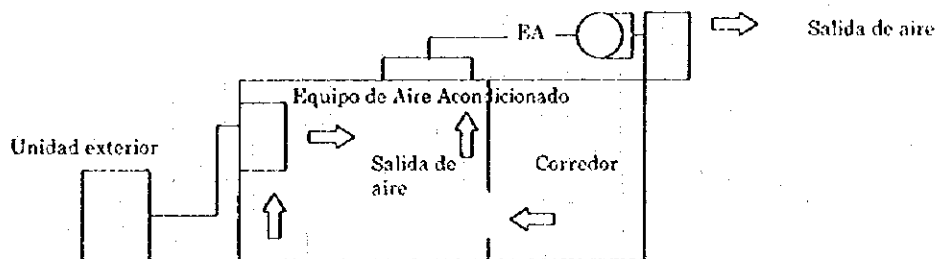 EA
Salida de aire
Equipo de Aire Acondicionado
Unidad exterior
Salida de
aire
Corredor